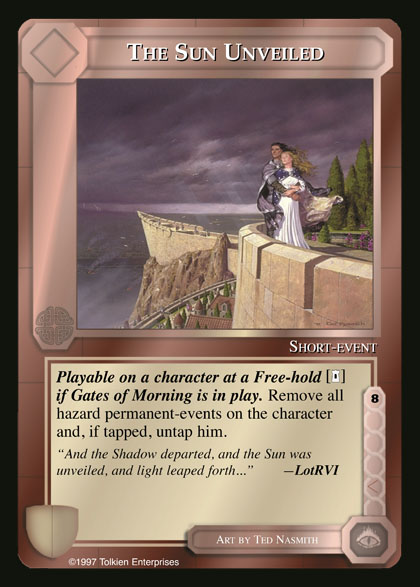 THE SUN UNVEILED
TED NASMITH
SHORT-EVENT
Playable on a character at a Free-hold [ ]
if Gates of Morning is in play. Remove all
hazard permanent-events on the character
and, if tapped, untap him.
“And the Shadow departed, and the Sun was
unveiled, and light leaped forth...” —LotRVI
8
ART BY TED NASMITH
©1997 Tolkien Enterprises